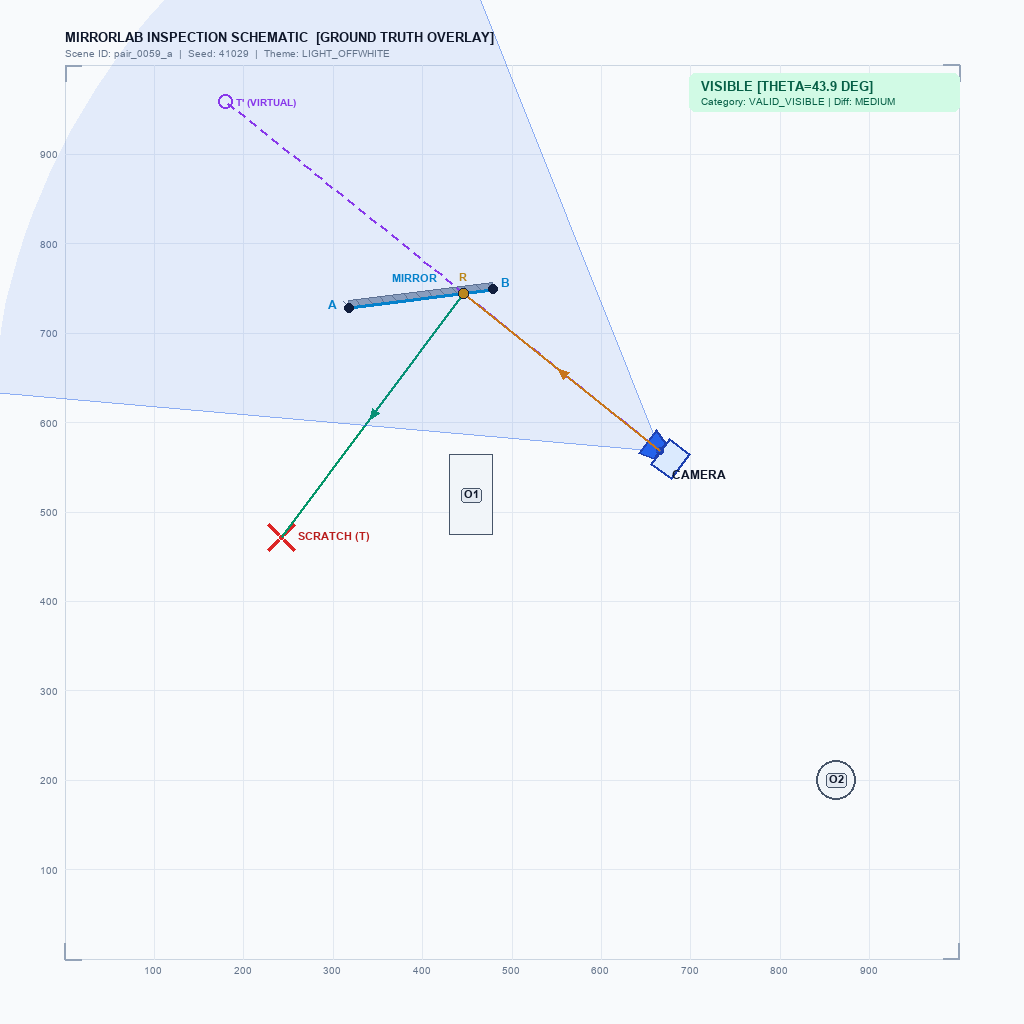 MIRRORLAB INSPECTION SCHEMATIC [GROUND TRUTH OVERLAY]
Scene ID: pair_0059_a | Seed: 41029 | Theme: LIGHT_OFFWHITE
VISIBLE [THETA=43.9 DEG]
Category: VALID_VISIBLE | Diff: MEDIUM
T' (VIRTUAL)
900
800
MIRROR
R
B
A
700
600
CAMERA
O1
500
SCRATCH (T)
400
300
200
O2
100
100 200 300 400 500 600 700 800 900